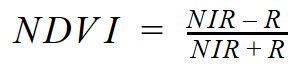 NDVI = NIR – R / NIR + R